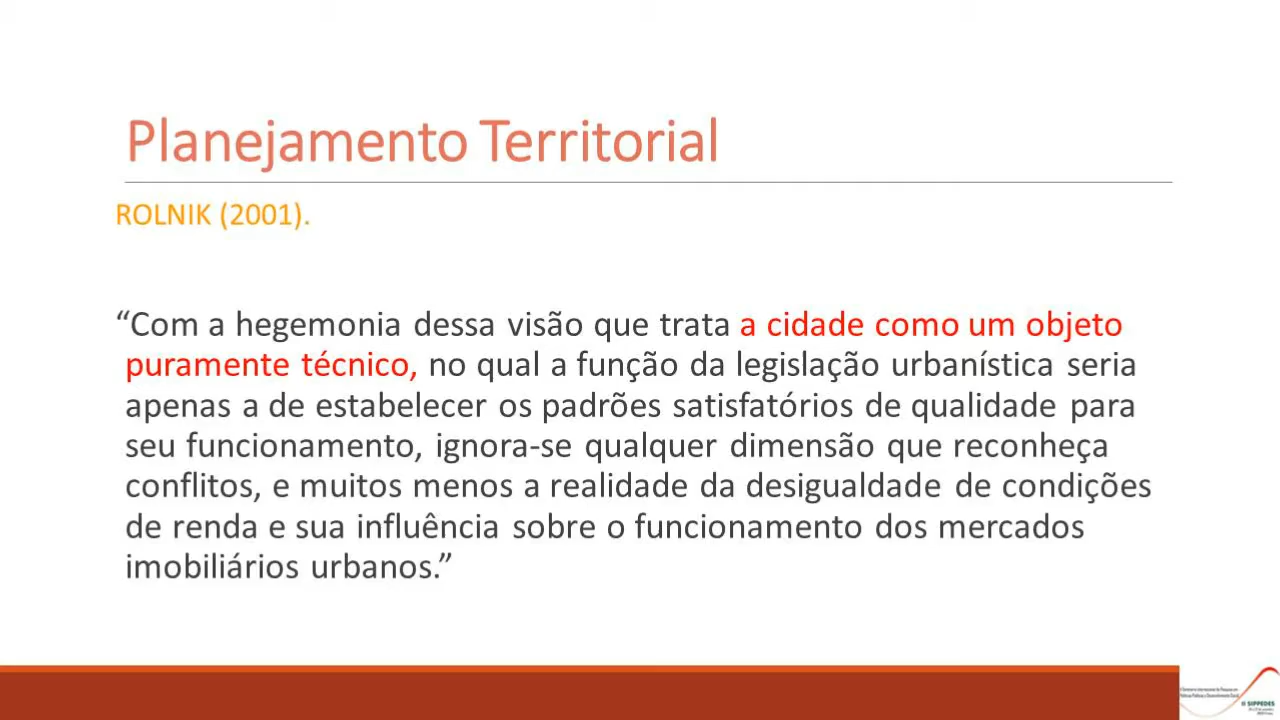 Planejamento Territorial
ROLNIK (2001).
“Com a hegemonia dessa visão que trata a cidade como um objeto
puramente técnico, no qual a função da legislação urbanística seria
apenas a de estabelecer os padrões satisfatórios de qualidade para
seu funcionamento, ignora-se qualquer dimensão que reconheça
conflitos, e muitos menos a realidade da desigualdade de condições
de renda e sua influência sobre o funcionamento dos mercados
imobiliários urbanos.”
SIPPEDES